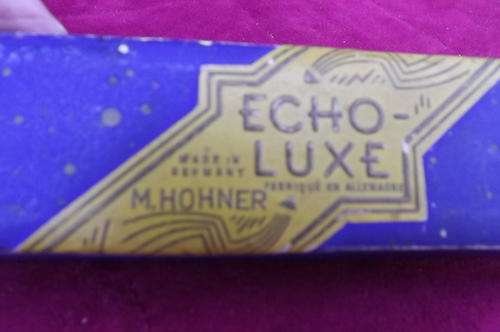 ECHO-
LUXE
MADE IN
GERMANY
FABRIQUÉ EN ALLEMAGNE
M. HOHNER